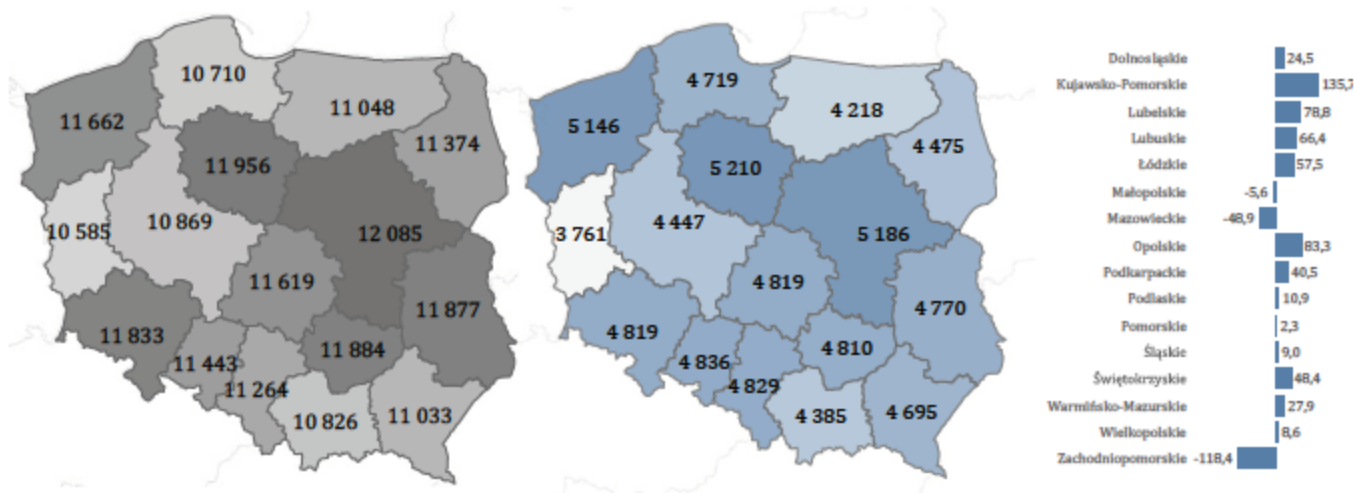 10 710
11 048
11 662
11 374
11 956
10 869
10 585
12 085
11 619
11 877
11 833
11 884
11 443
11 264
10 826
11 033
4 719
4 218
5 146
4 475
5 210
4 447
3 761
5 186
4 819
4 770
4 819
4 810
4 836
4 829
4 385
4 695
Dolnośląskie 24,5
Kujawsko-Pomorskie 135,7
Lubelskie 78,8
Lubuskie 66,4
Łódzkie 57,5
Małopolskie -5,6
Mazowieckie -48,9
Opolskie 83,3
Podkarpackie 40,5
Podlaskie 10,9
Pomorskie 2,3
Śląskie 9,0
Świętokrzyskie 48,4
Warmińsko-Mazurskie 27,9
Wielkopolskie 8,6
Zachodniopomorskie -118,4